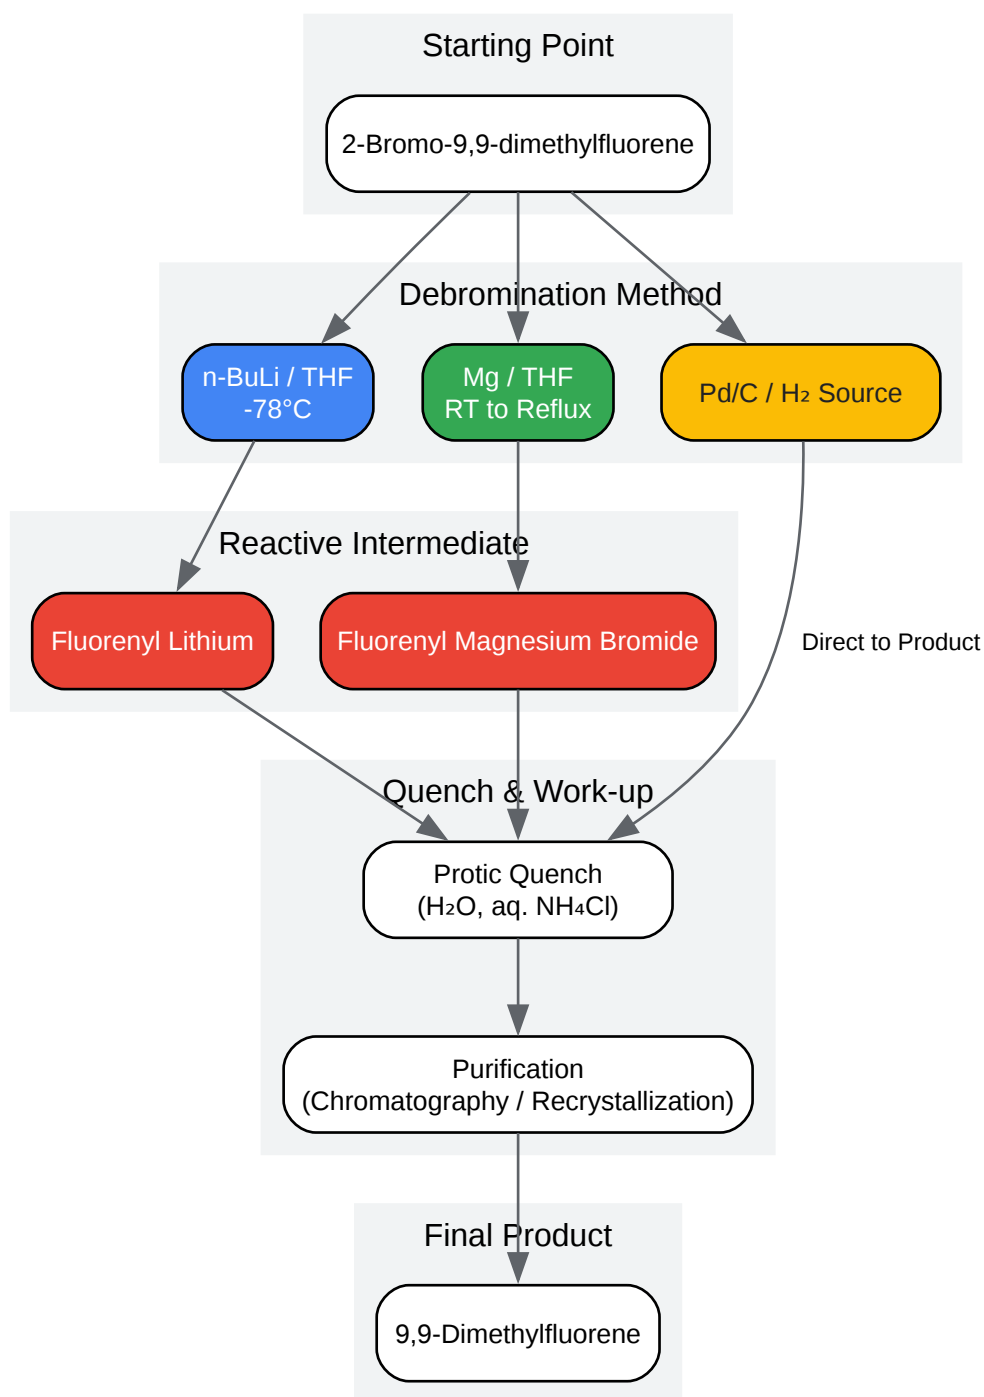 Starting Point
2-Bromo-9,9-dimethylfluorene
Debromination Method
n-BuLi / THF
-78°C
Mg / THF
RT to Reflux
Pd/C / H₂ Source
Reactive Intermediate
Fluorenyl Lithium
Fluorenyl Magnesium Bromide
Direct to Product
Quench & Work-up
Protic Quench
(H₂O, aq. NH₄Cl)
Purification
(Chromatography / Recrystallization)
Final Product
9,9-Dimethylfluorene